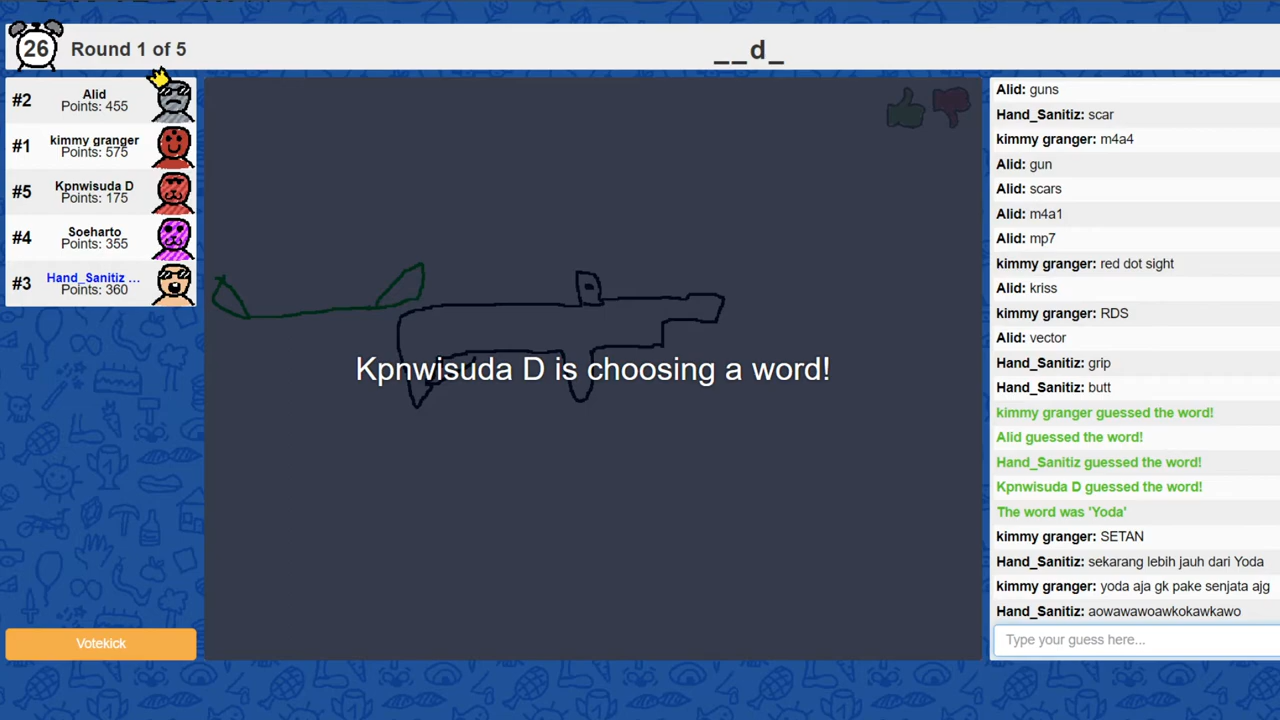 26
Round 1 of 5
__d_
#2
Alid
Points: 455
#1
kimmy granger
Points: 575
#5
Kpnwisuda D
Points: 175
#4
Soeharto
Points: 355
#3
Hand_Sanitiz ...
Points: 360
Votekick
Kpnwisuda D is choosing a word!
Alid: guns
Hand_Sanitiz: scar
kimmy granger: m4a4
Alid: gun
Alid: scars
Alid: m4a1
Alid: mp7
kimmy granger: red dot sight
Alid: kriss
kimmy granger: RDS
Alid: vector
Hand_Sanitiz: grip
Hand_Sanitiz: butt
kimmy granger guessed the word!
Alid guessed the word!
Hand_Sanitiz guessed the word!
Kpnwisuda D guessed the word!
The word was 'Yoda'
kimmy granger: SETAN
Hand_Sanitiz: sekarang lebih jauh dari Yoda
kimmy granger: yoda aja gk pake senjata ajg
Hand_Sanitiz: aowawawoawkokawkawo
Type your guess here...